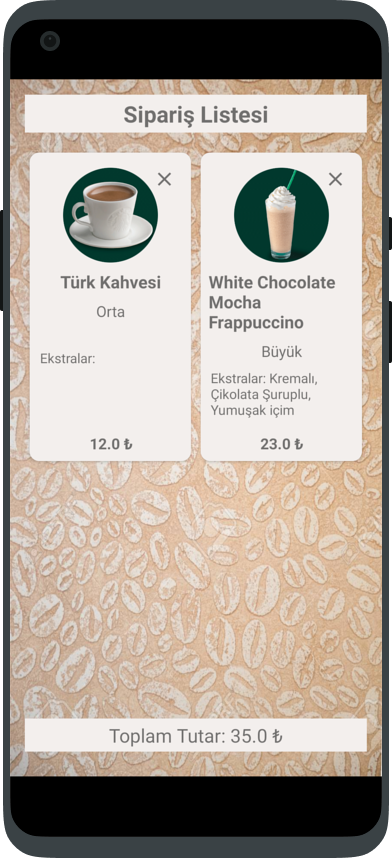 Sipariş Listesi
Türk Kahvesi
Orta
Ekstralar:
12.0 ₺
White Chocolate
Mocha
Frappuccino
Büyük
Ekstralar: Kremalı,
Çikolata Şuruplu,
Yumuşak içim
23.0 ₺
Toplam Tutar: 35.0 ₺